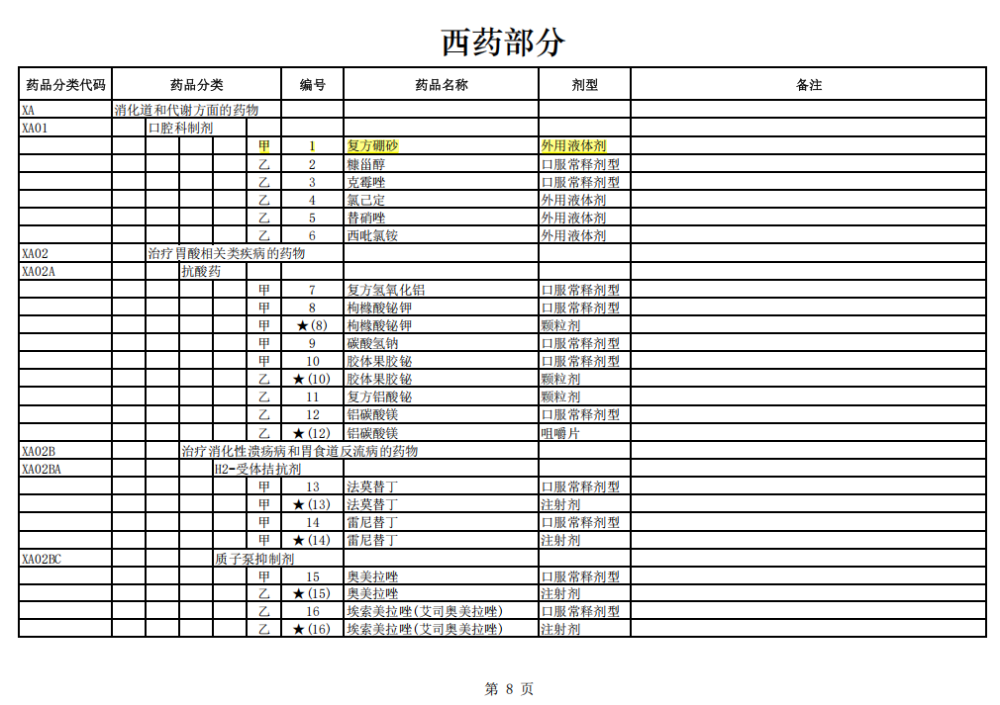 西药部分
药品分类代码 药品分类 编号 药品名称 剂型 备注
XA 消化道和代谢方面的药物
XA01 口腔科制剂
甲 1 复方硼砂 外用液体剂
乙 2 糠甾醇 口服常释剂型
乙 3 克霉唑 口服常释剂型
乙 4 氯己定 外用液体剂
乙 5 替硝唑 外用液体剂
乙 6 西吡氯铵 外用液体剂
XA02 治疗胃酸相关类疾病的药物
XA02A 抗酸药
甲 7 复方氢氧化铝 口服常释剂型
甲 8 枸橼酸铋钾 口服常释剂型
甲 ★(8) 枸橼酸铋钾 颗粒剂
甲 9 碳酸氢钠 口服常释剂型
甲 10 胶体果胶铋 口服常释剂型
乙 ★(10) 胶体果胶铋 颗粒剂
乙 11 复方铝酸铋 颗粒剂
乙 12 铝碳酸镁 口服常释剂型
乙 ★(12) 铝碳酸镁 咀嚼片
XA02B 治疗消化性溃疡病和胃食道反流病的药物
XA02BA H2-受体拮抗剂
甲 13 法莫替丁 口服常释剂型
甲 ★(13) 法莫替丁 注射剂
甲 14 雷尼替丁 口服常释剂型
甲 ★(14) 雷尼替丁 注射剂
XA02BC 质子泵抑制剂
甲 15 奥美拉唑 口服常释剂型
乙 ★(15) 奥美拉唑 注射剂
乙 16 埃索美拉唑(艾司奥美拉唑) 口服常释剂型
乙 ★(16) 埃索美拉唑(艾司奥美拉唑) 注射剂
第 8 页